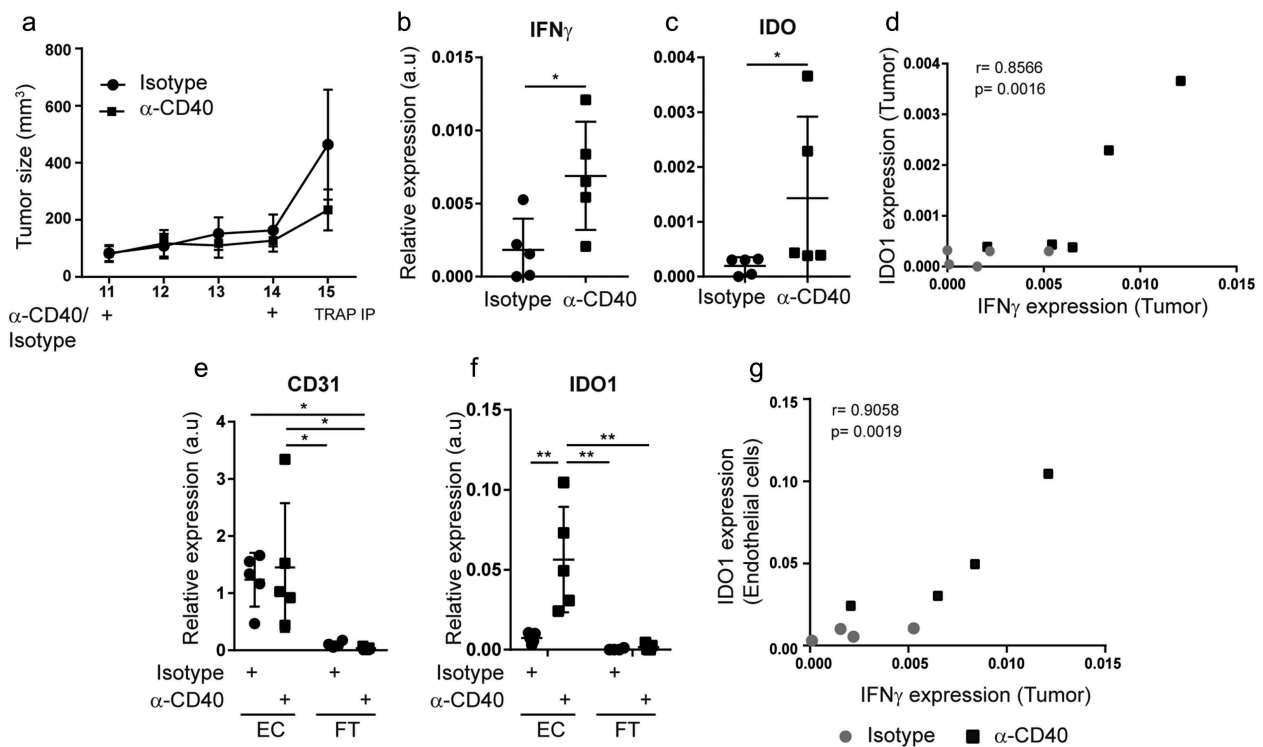 a
Tumor size (mm³)
800
600
400
200
0
Isotype
α-CD40
11 12 13 14 15
α-CD40/
Isotype
+ + TRAP IP
b
IFNγ
Relative expression (a.u)
0.015
0.010
0.005
0.000
*
Isotype α-CD40
c
IDO
0.004
0.003
0.002
0.001
0.000
*
Isotype α-CD40
d
IDO1 expression (Tumor)
0.004
0.003
0.002
0.001
0.000
r= 0.8566
p= 0.0016
0.000 0.005 0.010 0.015
IFNγ expression (Tumor)
e
CD31
Relative expression (a.u)
4
3
2
1
0
*
*
*
Isotype + +
α-CD40 + +
EC FT
f
IDO1
Relative expression (a.u)
0.15
0.10
0.05
0.00
**
** **
Isotype + +
α-CD40 + +
EC FT
g
IDO1 expression
(Endothelial cells)
0.15
0.10
0.05
0.00
r= 0.9058
p= 0.0019
0.000 0.005 0.010 0.015
IFNγ expression (Tumor)
Isotype α-CD40